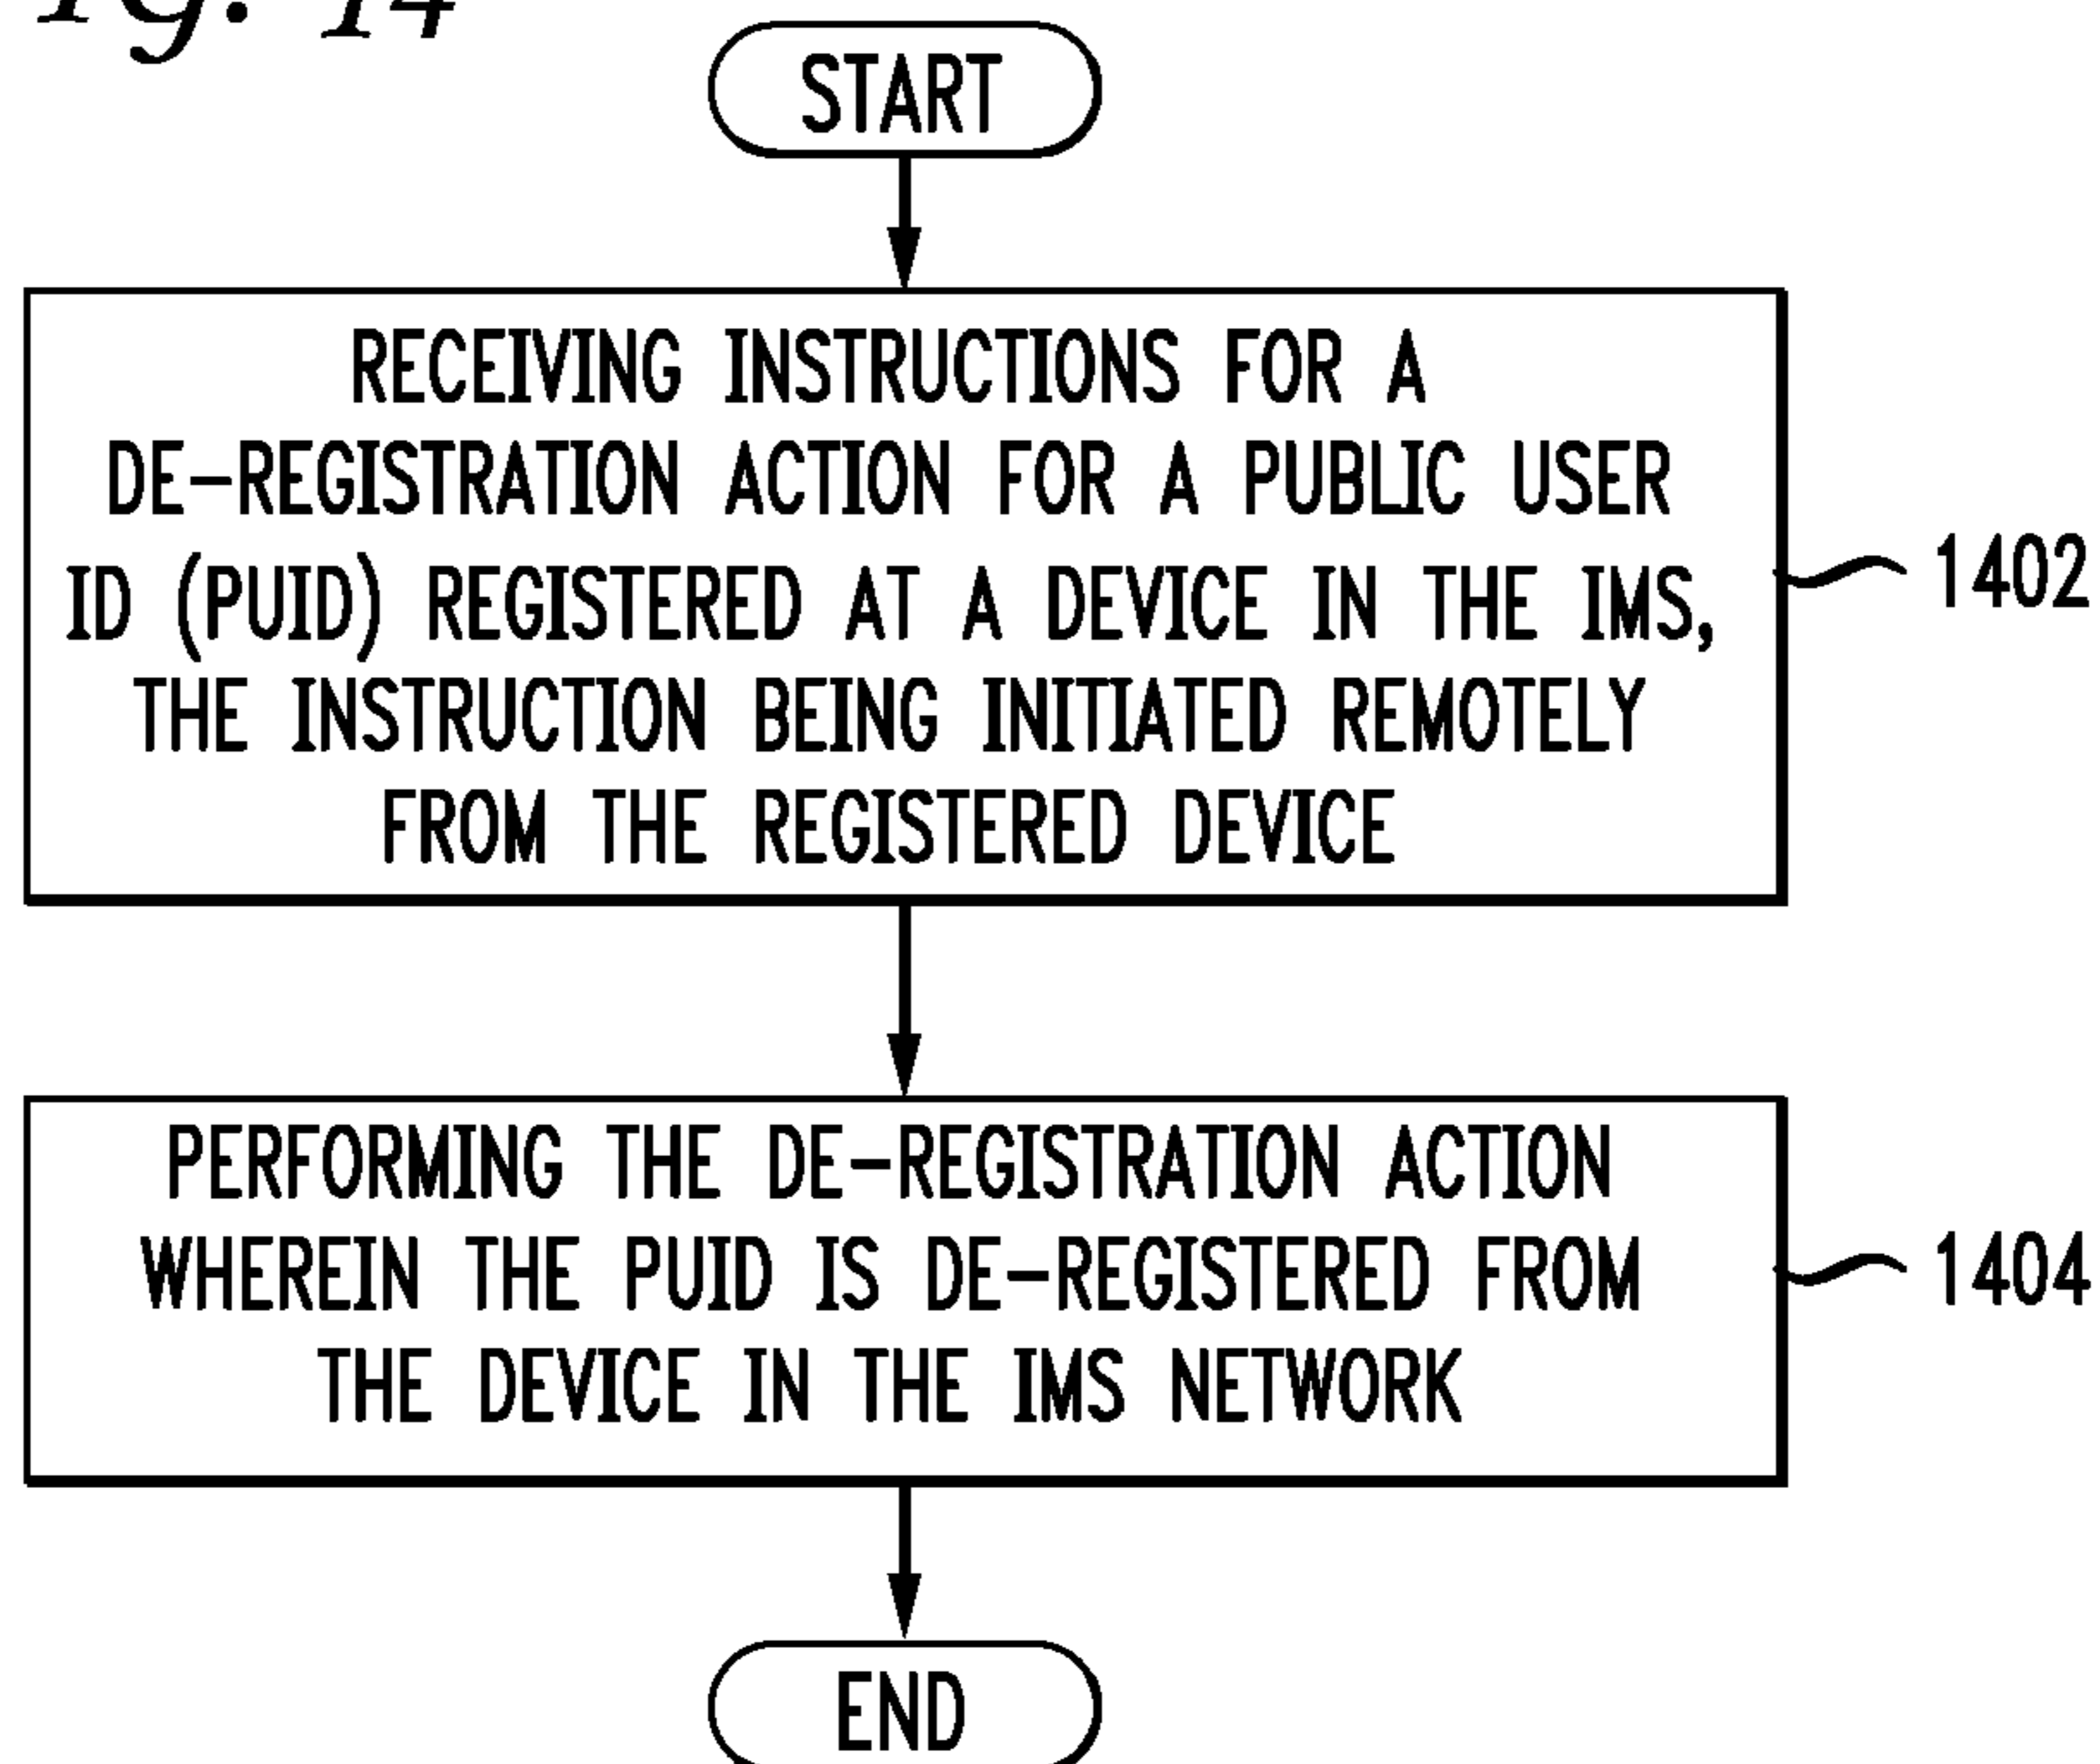 Fig. 14
START
RECEIVING INSTRUCTIONS FOR A
DE-REGISTRATION ACTION FOR A PUBLIC USER
ID (PUID) REGISTERED AT A DEVICE IN THE IMS,
THE INSTRUCTION BEING INITIATED REMOTELY
FROM THE REGISTERED DEVICE
1402
PERFORMING THE DE-REGISTRATION ACTION
WHEREIN THE PUID IS DE-REGISTERED FROM
THE DEVICE IN THE IMS NETWORK
1404
END